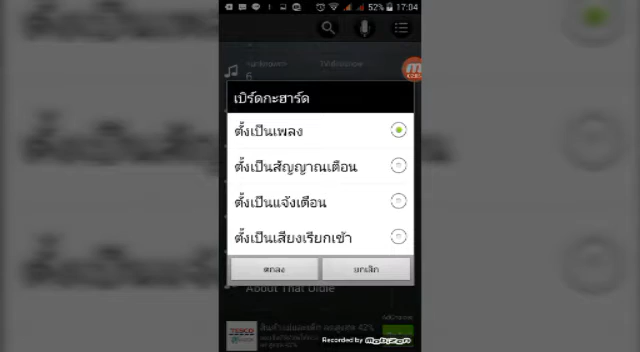 52% 17:04
6
เบิร์ดกะฮาร์ด
ตั้งเป็นเพลง
ตั้งเป็นสัญญาณเตือน
ตั้งเป็นแจ้งเตือน
ตั้งเป็นเสียงเรียกเข้า
ตกลง
ยกเลิก
About That Oldie
TESCO
Recorded by Mobizen